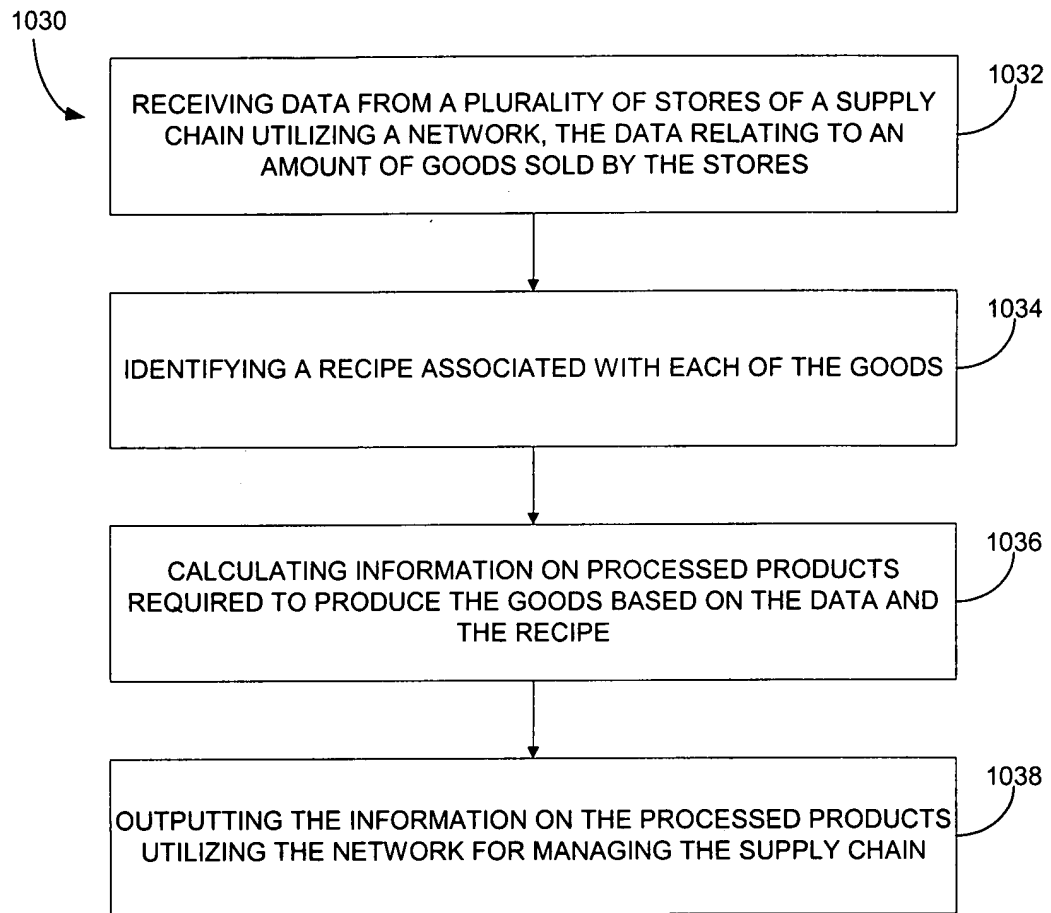 1030
RECEIVING DATA FROM A PLURALITY OF STORES OF A SUPPLY
CHAIN UTILIZING A NETWORK, THE DATA RELATING TO AN
AMOUNT OF GOODS SOLD BY THE STORES
1032
IDENTIFYING A RECIPE ASSOCIATED WITH EACH OF THE GOODS
1034
CALCULATING INFORMATION ON PROCESSED PRODUCTS
REQUIRED TO PRODUCE THE GOODS BASED ON THE DATA AND
THE RECIPE
1036
OUTPUTTING THE INFORMATION ON THE PROCESSED PRODUCTS
UTILIZING THE NETWORK FOR MANAGING THE SUPPLY CHAIN
1038